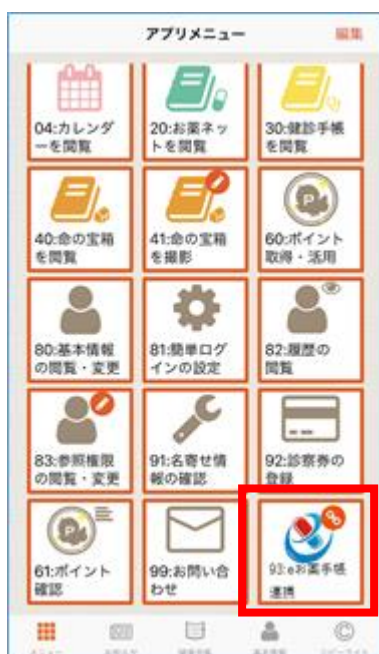 アプリメニュー
編集
04:カレンダ
ーを閲覧
20:お薬ネッ
トを閲覧
30:健診手帳
を閲覧
40:命の宝箱
を閲覧
41:命の宝箱
を撮影
60:ポイント
取得・活用
80:基本情報
の閲覧・変更
81:簡単ログ
インの設定
82:履歴の
閲覧
83:参照権限
の閲覧・変更
91:名寄せ情
報の確認
92:診察券の
登録
61:ポイント
確認
99:お問い合
わせ
93:eお薬手帳
連携